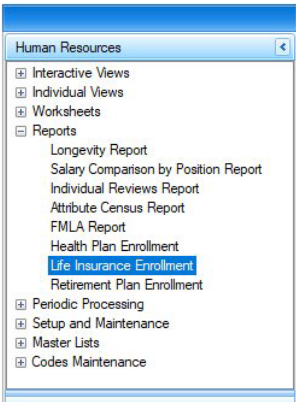 Human Resources
Interactive Views
Individual Views
Worksheets
Reports
Longevity Report
Salary Comparison by Position Report
Individual Reviews Report
Attribute Census Report
FMLA Report
Health Plan Enrollment
Life Insurance Enrollment
Retirement Plan Enrollment
Periodic Processing
Setup and Maintenance
Master Lists
Codes Maintenance